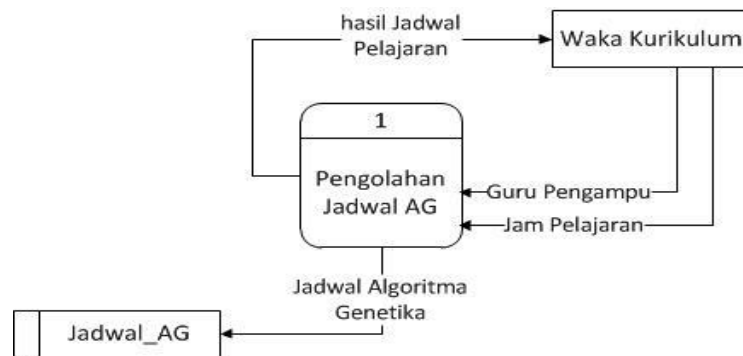 hasil Jadwal
Pelajaran
Waka Kurikulum
1
Pengolahan
Jadwal AG
Guru Pengampu
Jam Pelajaran
Jadwal Algoritma
Genetika
Jadwal_AG